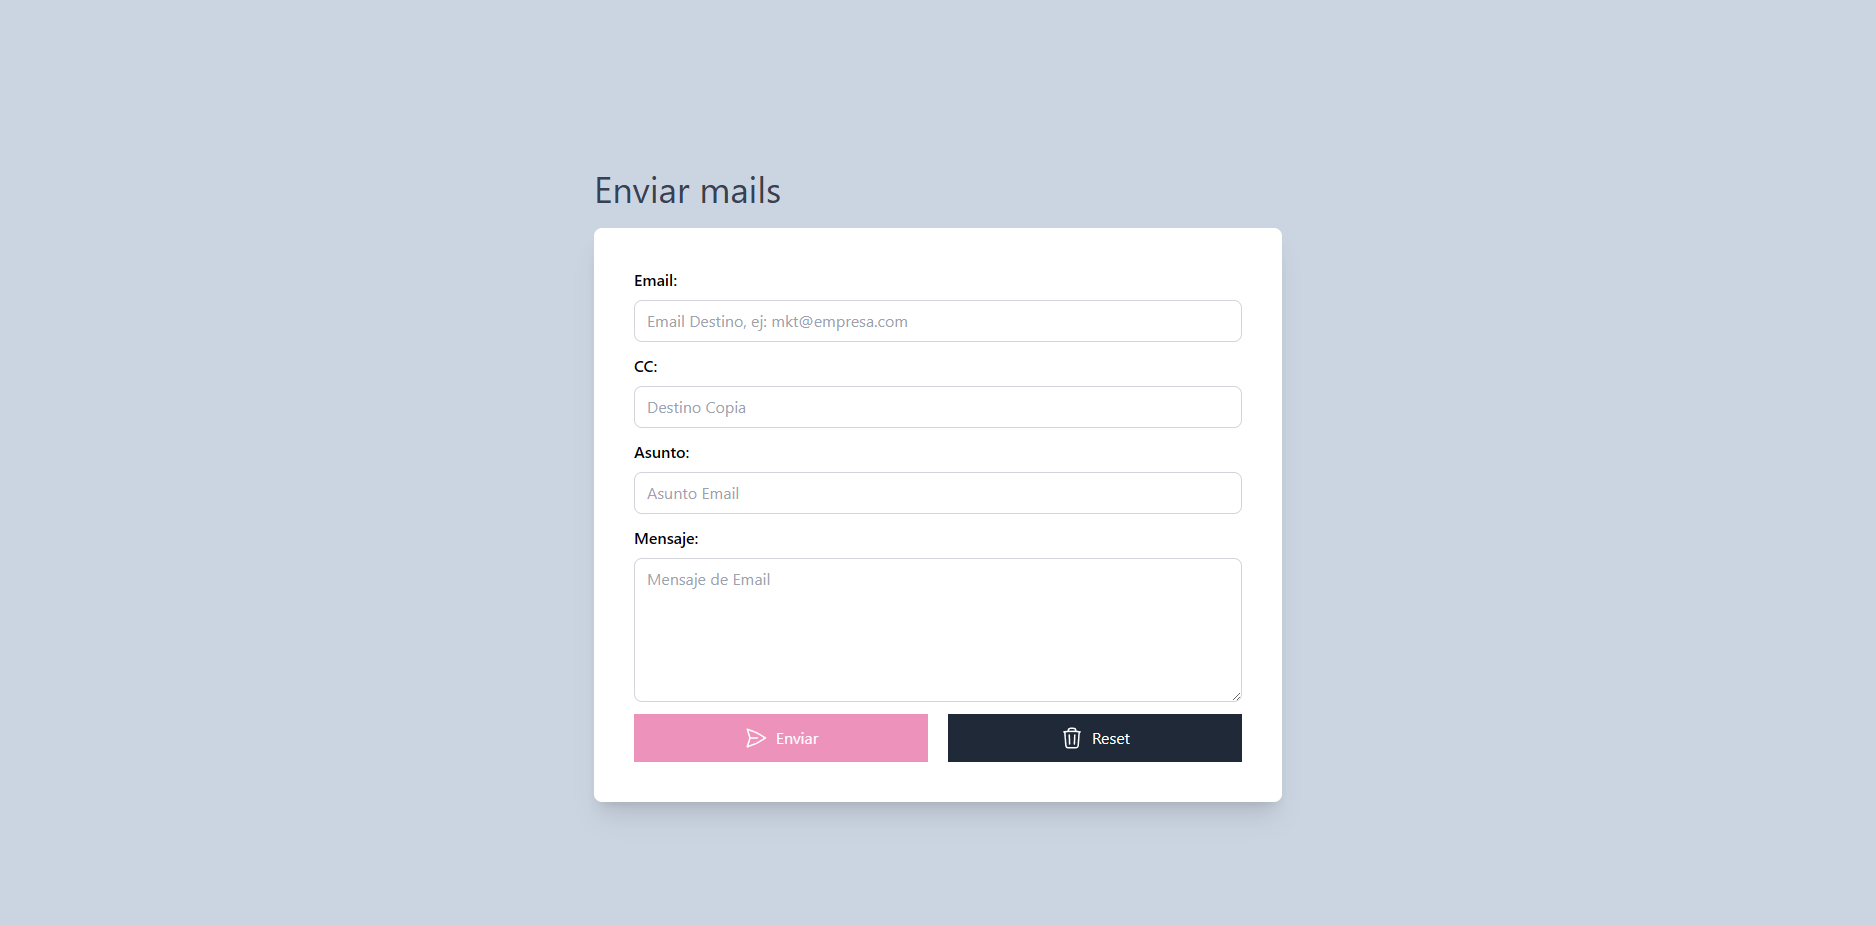 Enviar mails
Email:
Email Destino, ej: mkt@empresa.com
CC:
Destino Copia
Asunto:
Asunto Email
Mensaje:
Mensaje de Email
Enviar
Reset